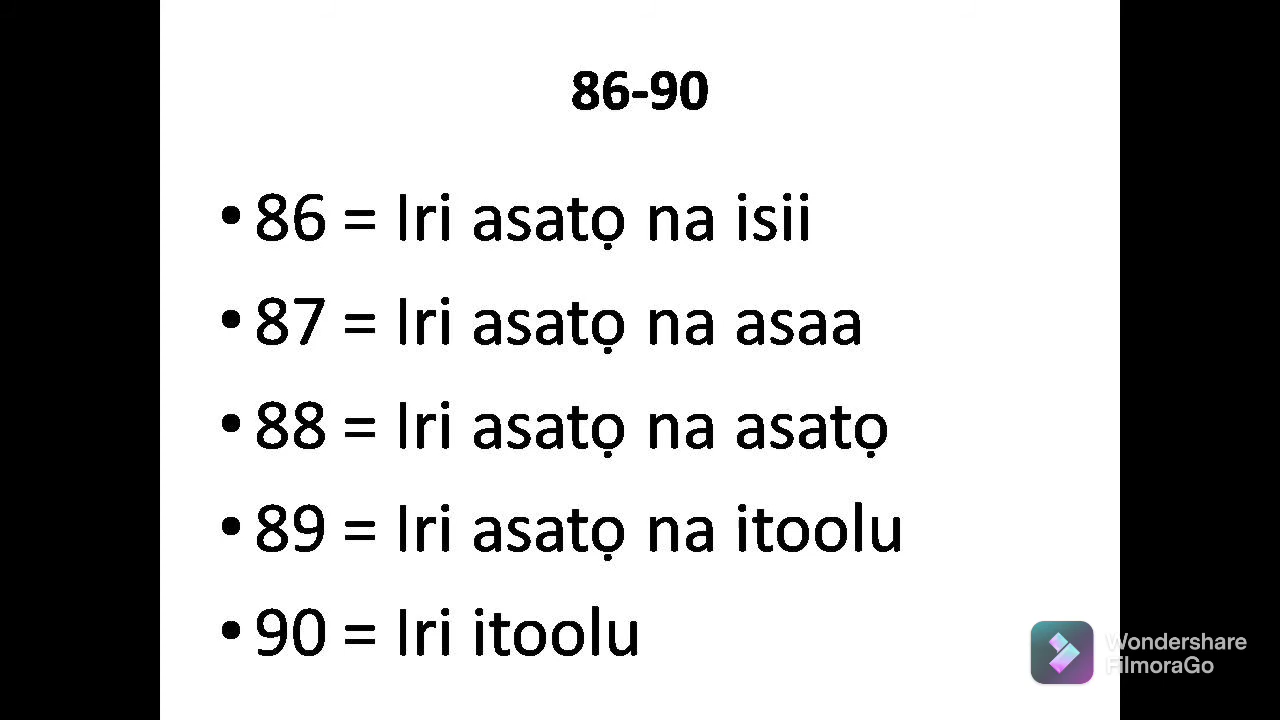 86-90
• 86 = Iri asatọ na isii
• 87 = Iri asatọ na asaa
• 88 = Iri asatọ na asatọ
• 89 = Iri asatọ na itoolu
• 90 = Iri itoolu
Wondershare
FilmoraGo